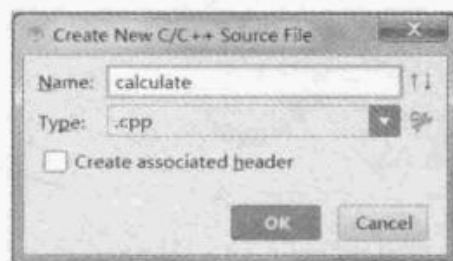 Create New C/C++ Source File
Name: calculate
Type: .cpp
Create associated header
OK Cancel